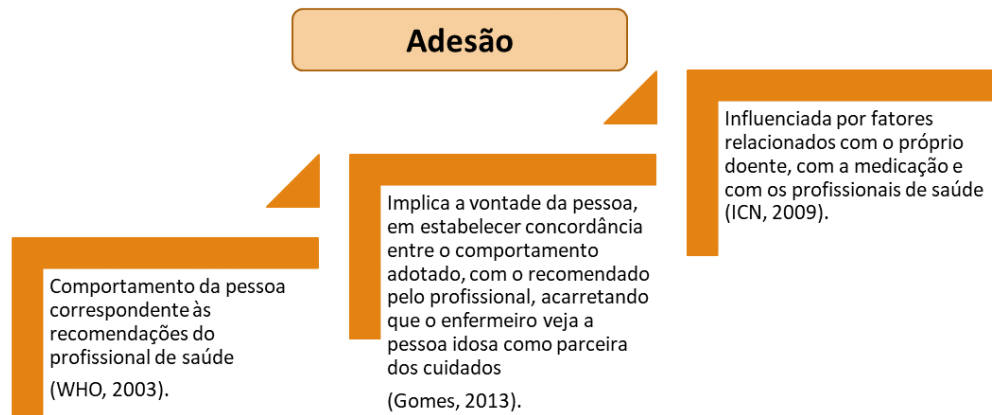 Adesão
Comportamento da pessoa
correspondente às
recomendações do
profissional de saúde
(WHO, 2003).
Implica a vontade da pessoa,
em estabelecer concordância
entre o comportamento
adotado, com o recomendado
pelo profissional, acarretando
que o enfermeiro veja a
pessoa idosa como parceira
dos cuidados
(Gomes, 2013).
Influenciada por fatores
relacionados com o próprio
doente, com a medicação e
com os profissionais de saúde
(ICN, 2009).